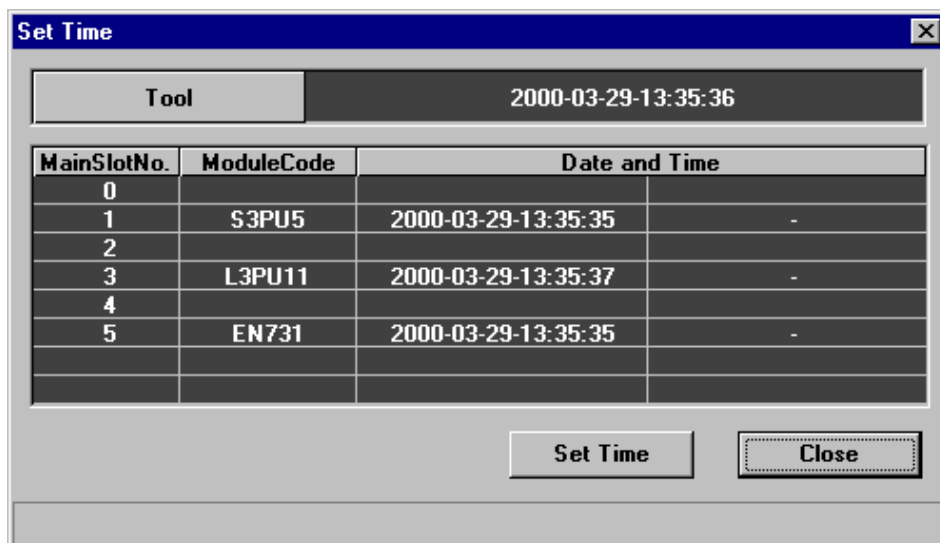 Set Time
Tool 2000-03-29-13:35:36
MainSlotNo. ModuleCode Date and Time
0
1 S3PU5 2000-03-29-13:35:35 -
2
3 L3PU11 2000-03-29-13:35:37 -
4
5 EN731 2000-03-29-13:35:35 -
Set Time Close